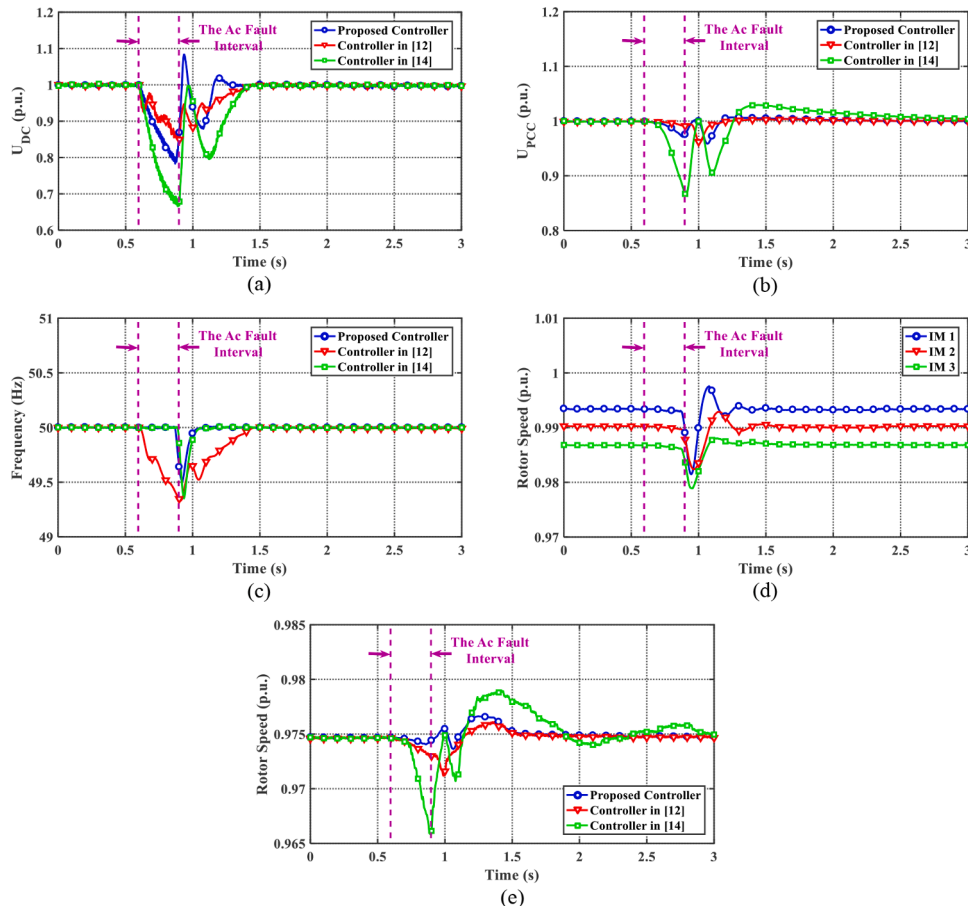 The Ac Fault
Interval
Proposed Controller
Controller in [12]
Controller in [14]
U_DC (p.u.)
1.2
1.1
1
0.9
0.8
0.7
0.6
0 0.5 1 1.5 2 2.5 3
Time (s)
(a)
The Ac Fault
Interval
Proposed Controller
Controller in [12]
Controller in [14]
U_PCC (p.u.)
1.2
1.1
1
0.9
0.8
0 0.5 1 1.5 2 2.5 3
Time (s)
(b)
The Ac Fault
Interval
Proposed Controller
Controller in [12]
Controller in [14]
Frequency (Hz)
51
50.5
50
49.5
49
0 0.5 1 1.5 2 2.5 3
Time (s)
(c)
The Ac Fault
Interval
IM 1
IM 2
IM 3
Rotor Speed (p.u.)
1.01
1
0.99
0.98
0.97
0 0.5 1 1.5 2 2.5 3
Time (s)
(d)
The Ac Fault
Interval
Rotor Speed (p.u.)
0.985
0.98
0.975
0.97
0.965
Proposed Controller
Controller in [12]
Controller in [14]
0 0.5 1 1.5 2 2.5 3
Time (s)
(e)